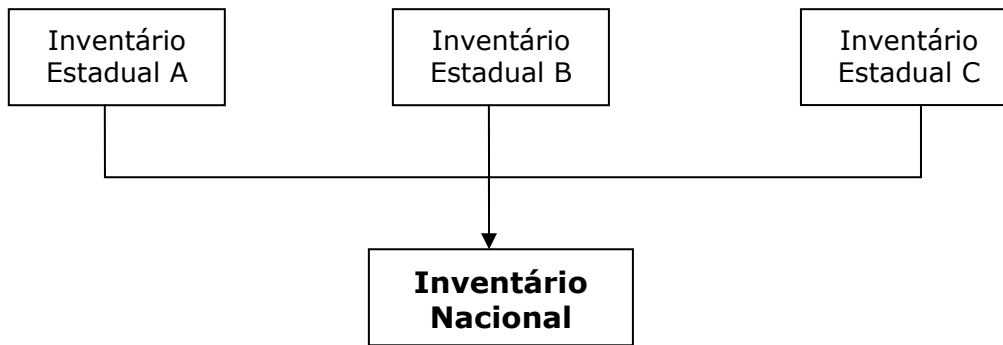 Inventário
Estadual A
Inventário
Estadual B
Inventário
Estadual C
Inventário
Nacional